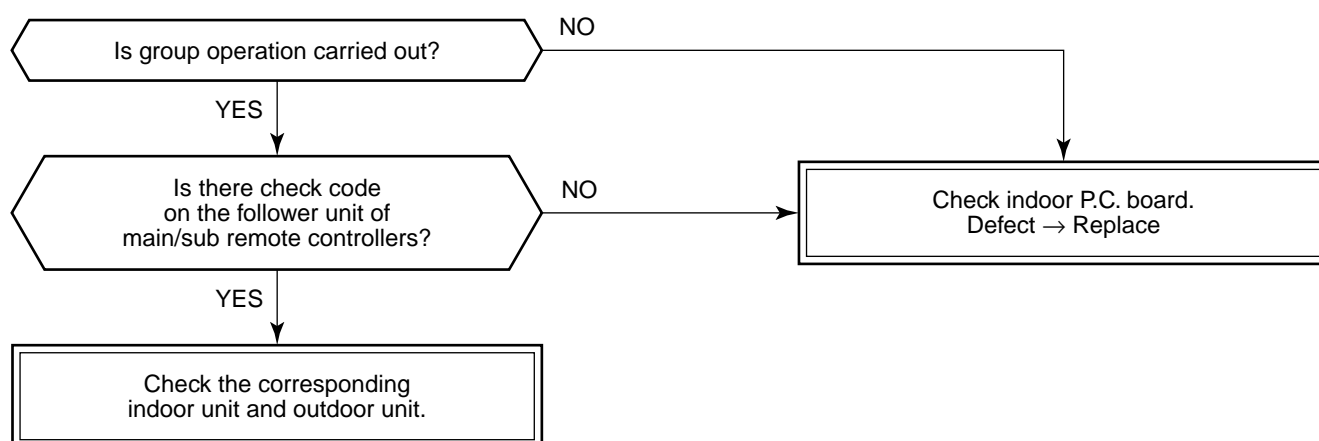 Is group operation carried out?
NO
YES
Is there check code
on the follower unit of
main/sub remote controllers?
NO
Check indoor P.C. board.
Defect → Replace
YES
Check the corresponding
indoor unit and outdoor unit.